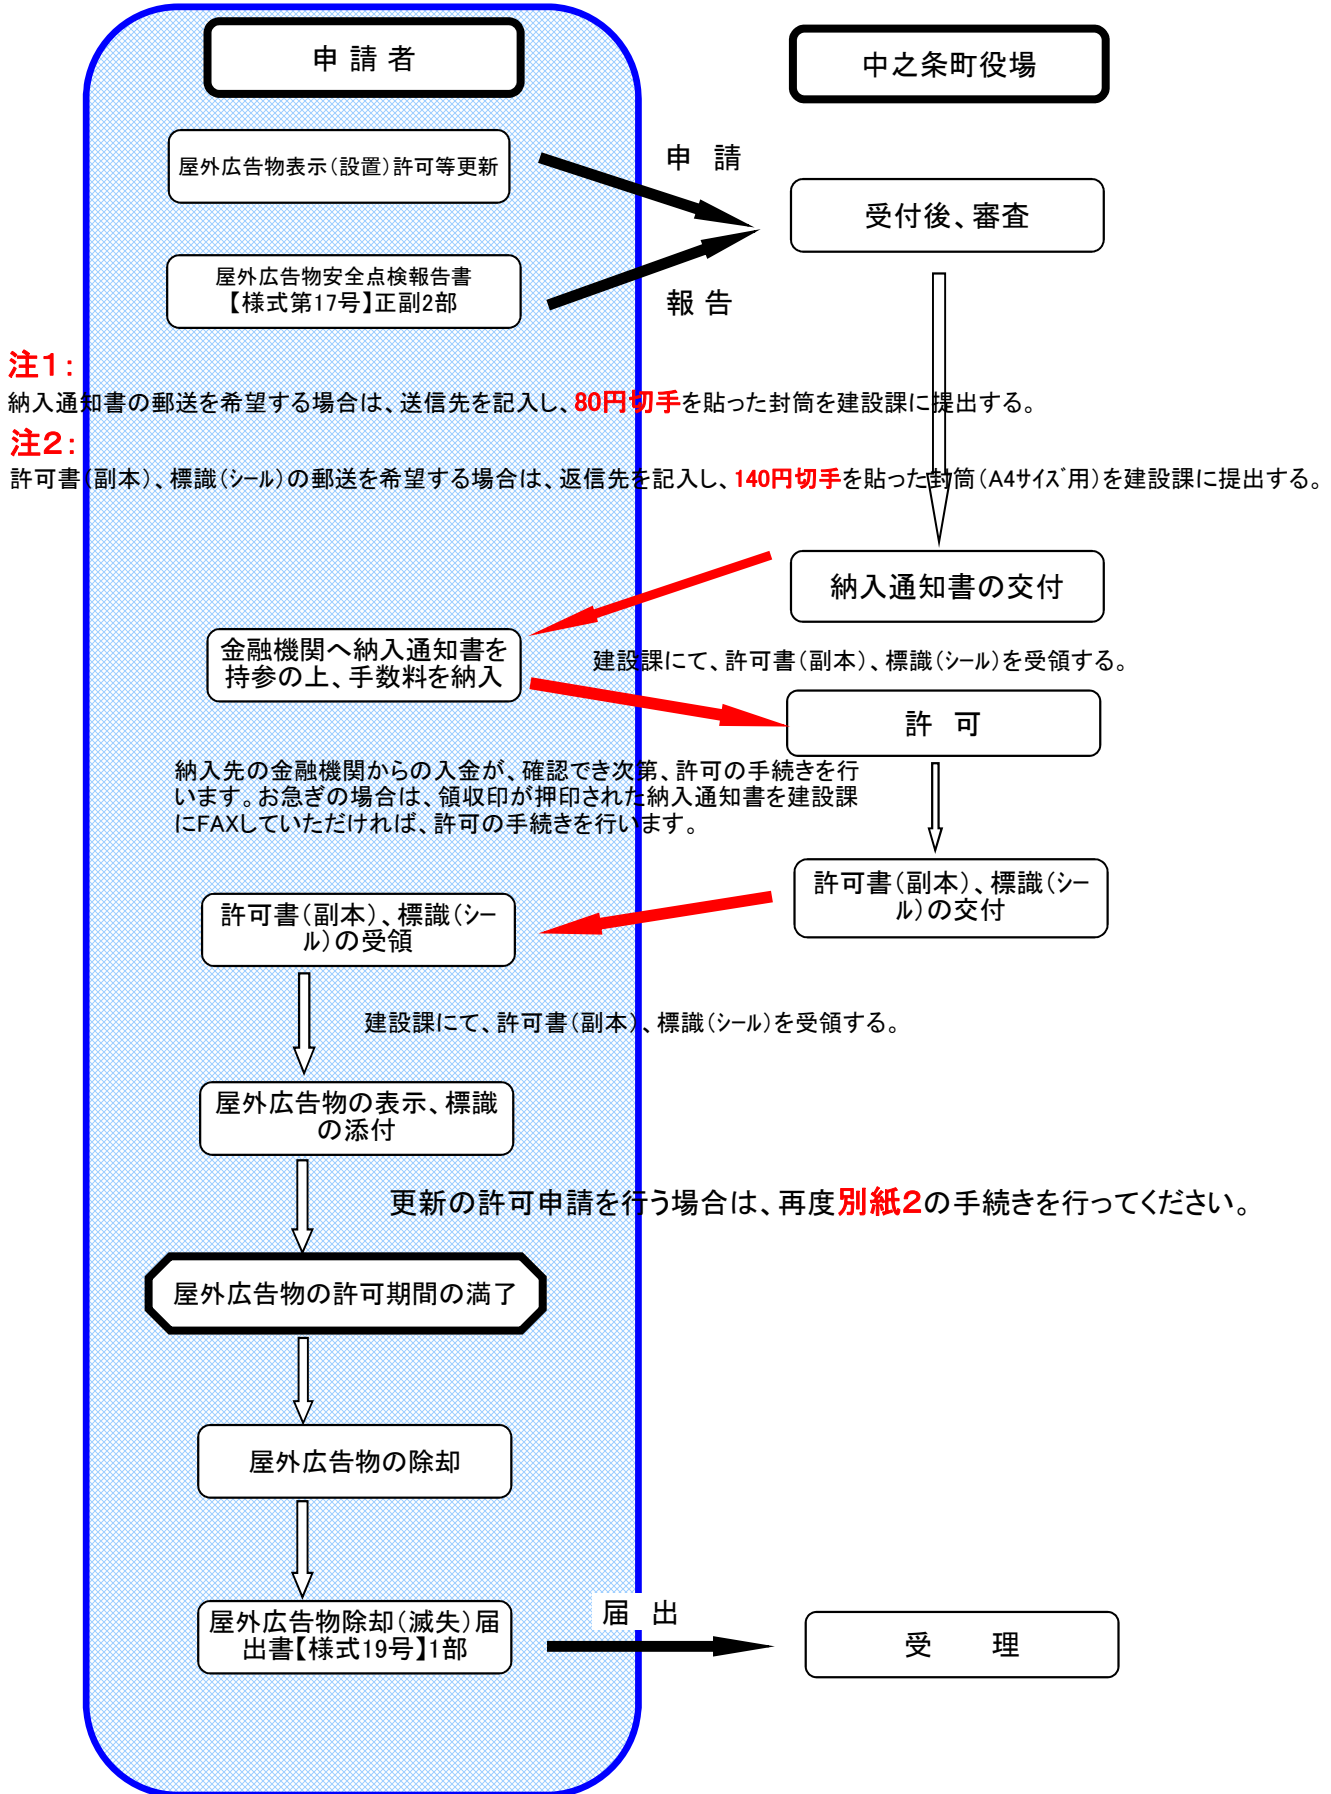 申 請 者
中之条町役場
屋外広告物表示（設置）許可等更新
申　請
受付後、審査
屋外広告物安全点検報告書
【様式第17号】正副2部
報 告
注1：
納入通知書の郵送を希望する場合は、送信先を記入し、80円切手を貼った封筒を建設課に提出する。
注2：
許可書（副本）、標識（ｼｰﾙ）の郵送を希望する場合は、返信先を記入し、140円切手を貼った封筒（A4ｻｲｽﾞ用）を建設課に提出する。
納入通知書の交付
金融機関へ納入通知書を
持参の上、手数料を納入
建設課にて、許可書（副本）、標識（ｼｰﾙ）を受領する。
許　可
納入先の金融機関からの入金が、確認でき次第、許可の手続きを行
います。お急ぎの場合は、領収印が押印された納入通知書を建設課
にFAXしていただければ、許可の手続きを行います。
許可書（副本）、標識（ｼｰ
ﾙ）の交付
許可書（副本）、標識（ｼｰ
ﾙ）の受領
建設課にて、許可書（副本）、標識（ｼｰﾙ）を受領する。
屋外広告物の表示、標識
の添付
更新の許可申請を行う場合は、再度別紙2の手続きを行ってください。
屋外広告物の許可期間の満了
屋外広告物の除却
屋外広告物除却（滅失）届
出書【様式19号】1部
届　出
受　　理